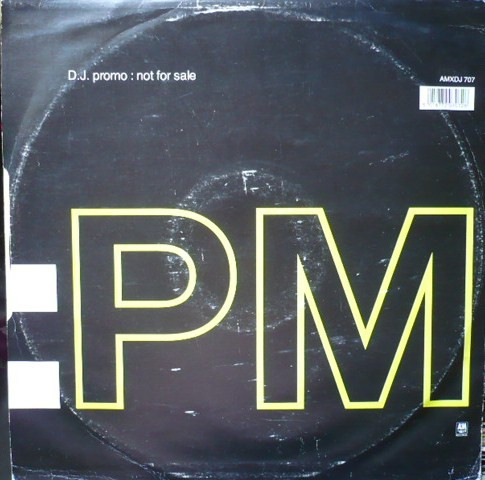 D.J. promo : not for sale
AMXDJ 707
:PM
A&M